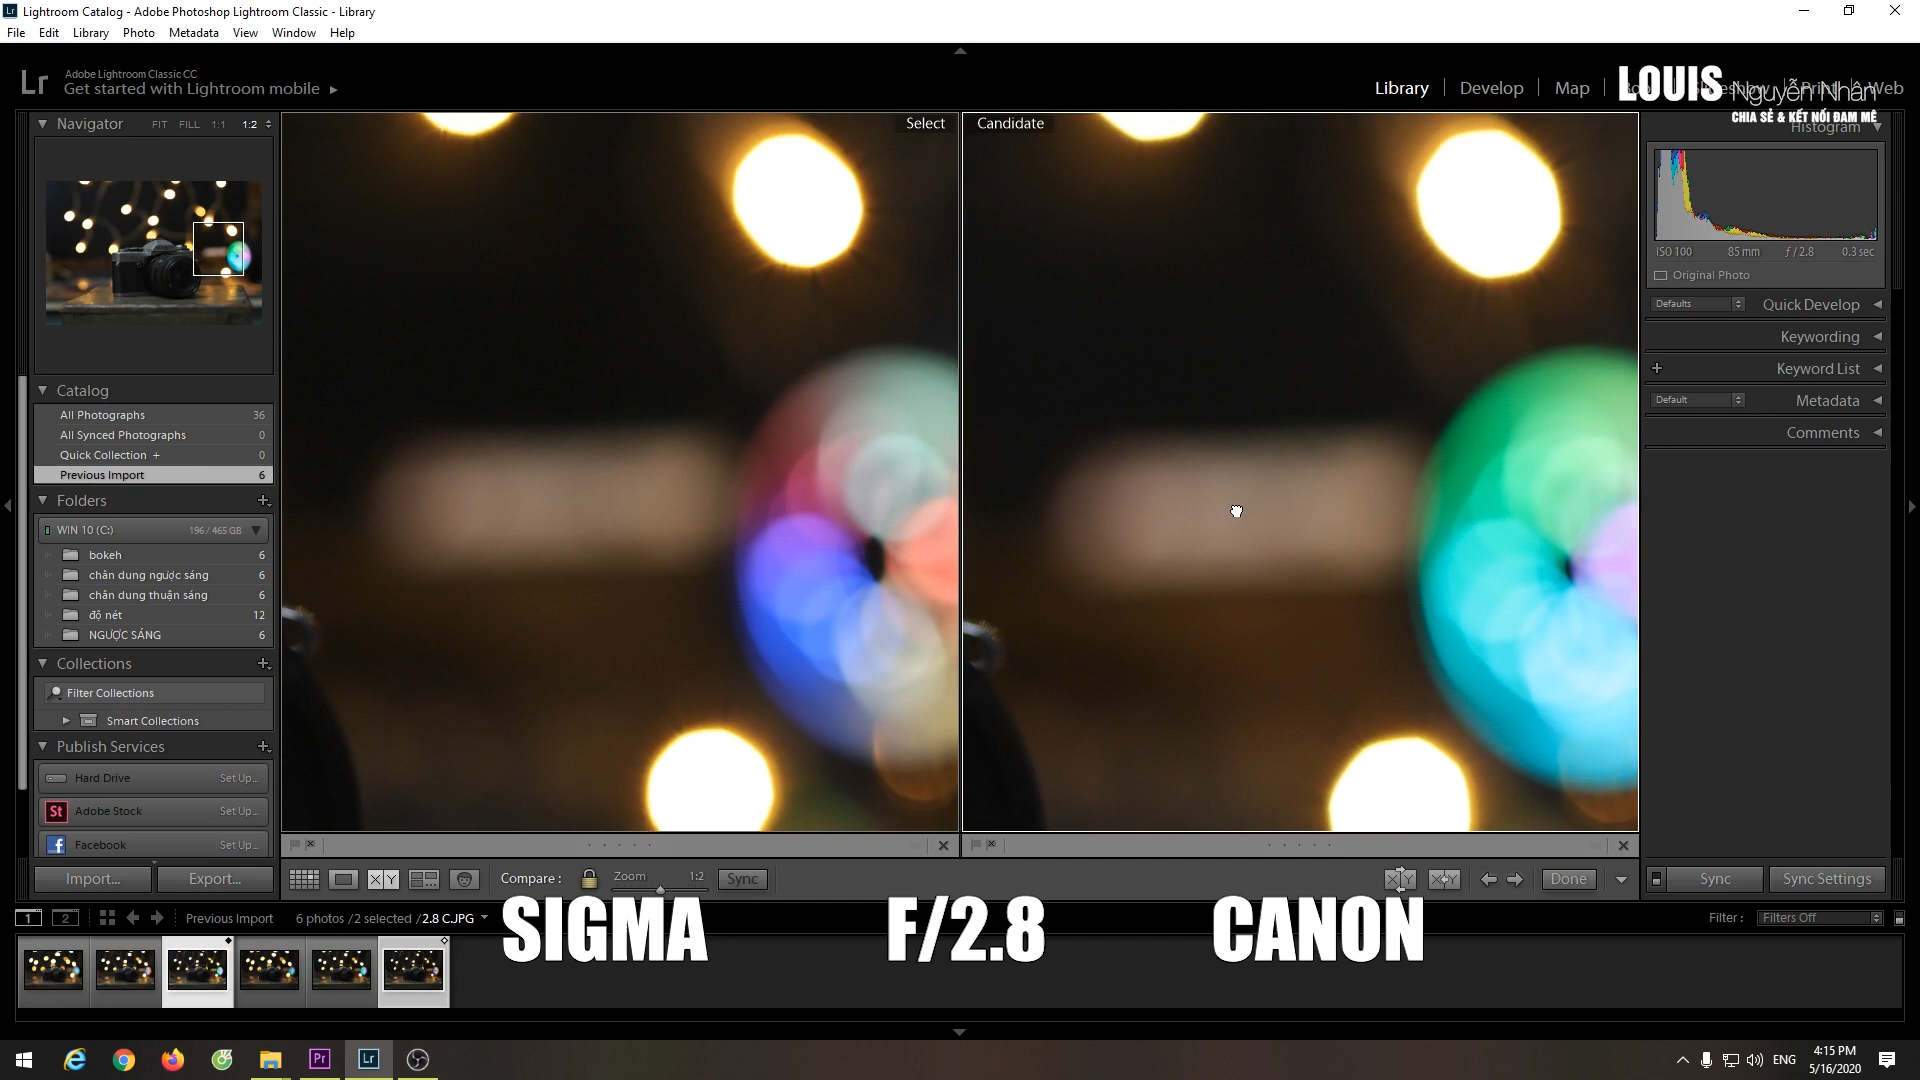 Lightroom Catalog - Adobe Photoshop Lightroom Classic - Library
File Edit Library Photo Metadata View Window Help
Lr
Adobe Lightroom Classic CC
Get started with Lightroom mobile
Library Develop Map
Web
LOUIS Nguyễn Nhân
CHIA SẺ & KẾT NỐI ĐAM MÊ
Navigator FIT FILL 1:1 1:2
Select
Candidate
Histogram
ISO 100 85 mm ƒ / 2.8 0.3 sec
Original Photo
Defaults Quick Develop
Keywording
Keyword List
Default Metadata
Comments
Catalog
All Photographs 36
All Synced Photographs 0
Quick Collection + 0
Previous Import 6
Folders
WIN 10 (C:) 196 / 465 GB
bokeh 6
chân dung ngược sáng 6
chân dung thuận sáng 6
độ nét 12
NGƯỢC SÁNG 6
Collections
Filter Collections
Smart Collections
Publish Services
Hard Drive Set Up...
St Adobe Stock Set Up...
Facebook Set Up...
Import... Export...
Compare : Zoom 1:2 Sync
Done
Sync Sync Settings
1 2 Previous Import 6 photos / 2 selected / 2.8 C.JPG
Filter : Filters Off
SIGMA F/2.8 CANON
Pr Lr
ENG
4:15 PM
5/16/2020